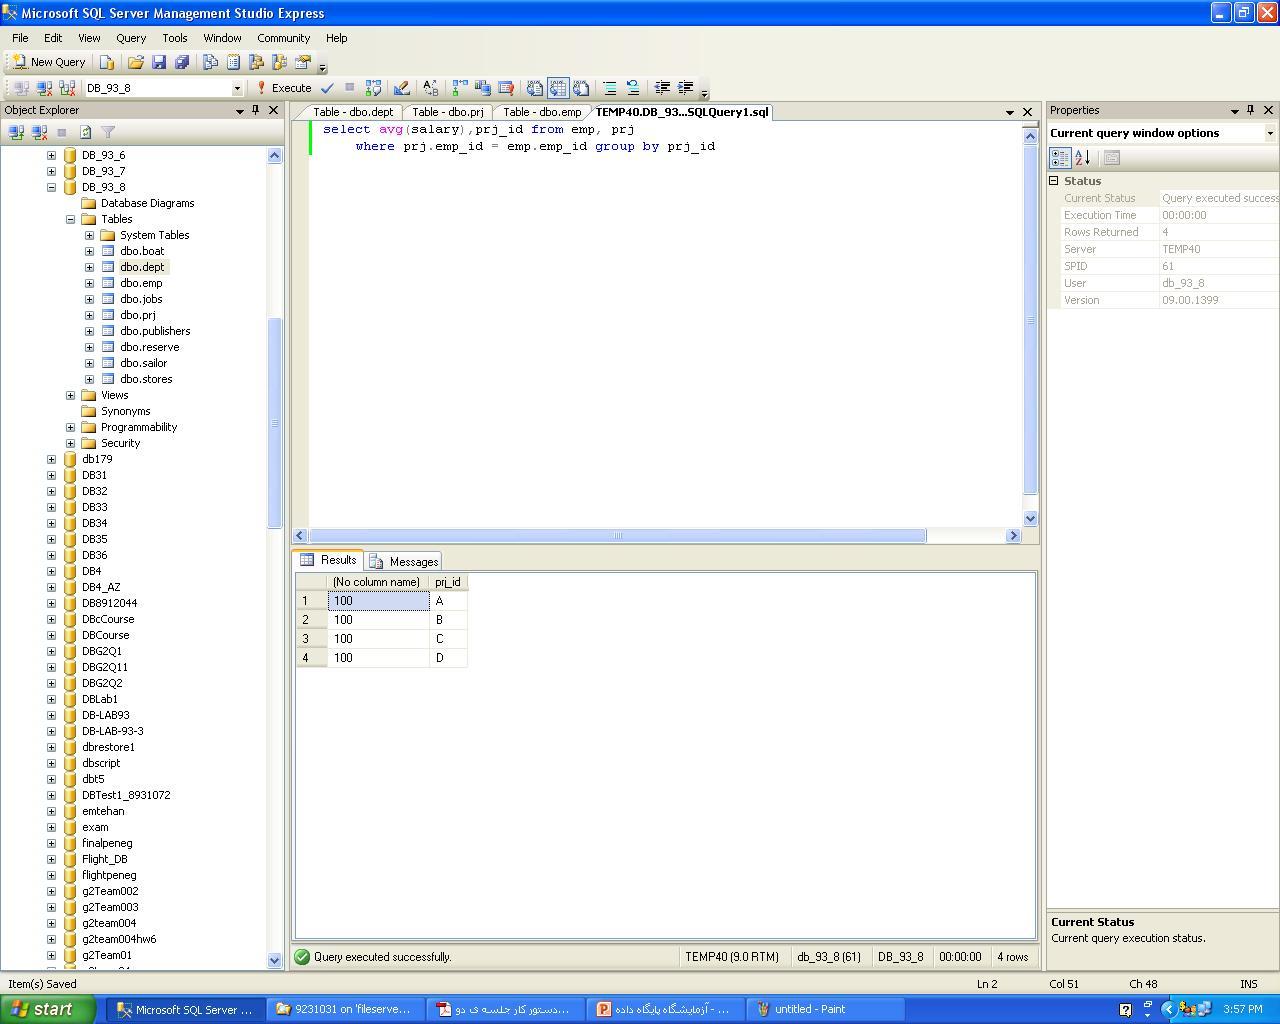 Microsoft SQL Server Management Studio Express
File Edit View Query Tools Window Community Help
New Query
DB_93_8 Execute
Object Explorer
DB_93_6
DB_93_7
DB_93_8
Database Diagrams
Tables
System Tables
dbo.boat
dbo.dept
dbo.emp
dbo.jobs
dbo.prj
dbo.publishers
dbo.reserve
dbo.sailor
dbo.stores
Views
Synonyms
Programmability
Security
db179
DB31
DB32
DB33
DB34
DB35
DB36
DB4
DB4_AZ
DB8912044
DBcCourse
DBCourse
DBG2Q1
DBG2Q11
DBG2Q2
DBLab1
DB-LAB93
DB-LAB-93-3
dbrestore1
dbscript
dbt5
DBTest1_8931072
emtehan
exam
finalpeneg
Flight_DB
flightpeneg
g2Team002
g2Team003
g2team004
g2team004hw6
g2Team01
Table - dbo.dept Table - dbo.prj Table - dbo.emp TEMP40.DB_93...SQLQuery1.sql
select avg(salary),prj_id from emp, prj
where prj.emp_id = emp.emp_id group by prj_id
Results Messages
(No column name) prj_id
1 100 A
2 100 B
3 100 C
4 100 D
Query executed successfully. TEMP40 (9.0 RTM) db_93_8 (61) DB_93_8 00:00:00 4 rows
Properties
Current query window options
Status
Current Status Query executed success
Execution Time 00:00:00
Rows Returned 4
Server TEMP40
SPID 61
User db_93_8
Version 09.00.1399
Current Status
Current query execution status.
Item(s) Saved Ln 2 Col 51 Ch 48 INS
start Microsoft SQL Server ... 9231031 on 'fileserve... دستور کار جلسه ی دو... آزمایشگاه پایگاه داده - ... untitled - Paint 3:57 PM